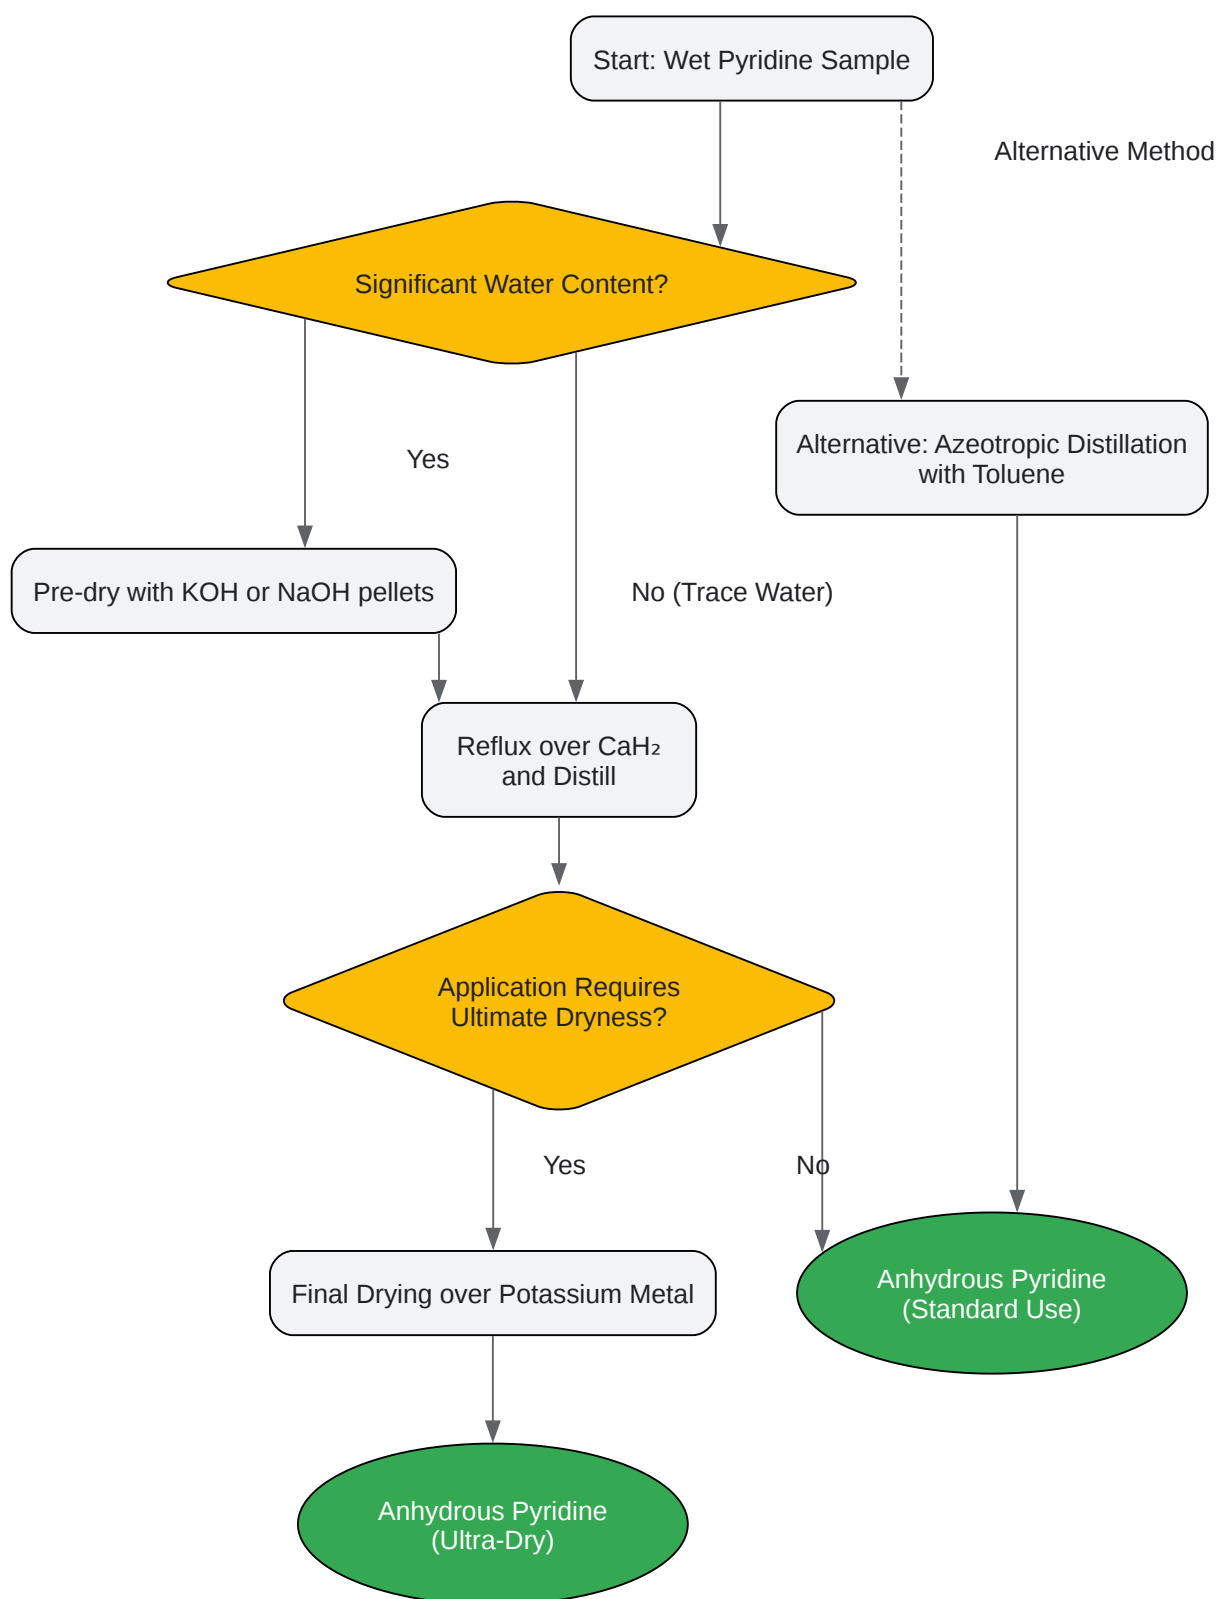 Start: Wet Pyridine Sample
Alternative Method
Significant Water Content?
Alternative: Azeotropic Distillation
with Toluene
Yes
Pre-dry with KOH or NaOH pellets
No (Trace Water)
Reflux over CaH₂
and Distill
Application Requires
Ultimate Dryness?
Yes
No
Final Drying over Potassium Metal
Anhydrous Pyridine
(Standard Use)
Anhydrous Pyridine
(Ultra-Dry)